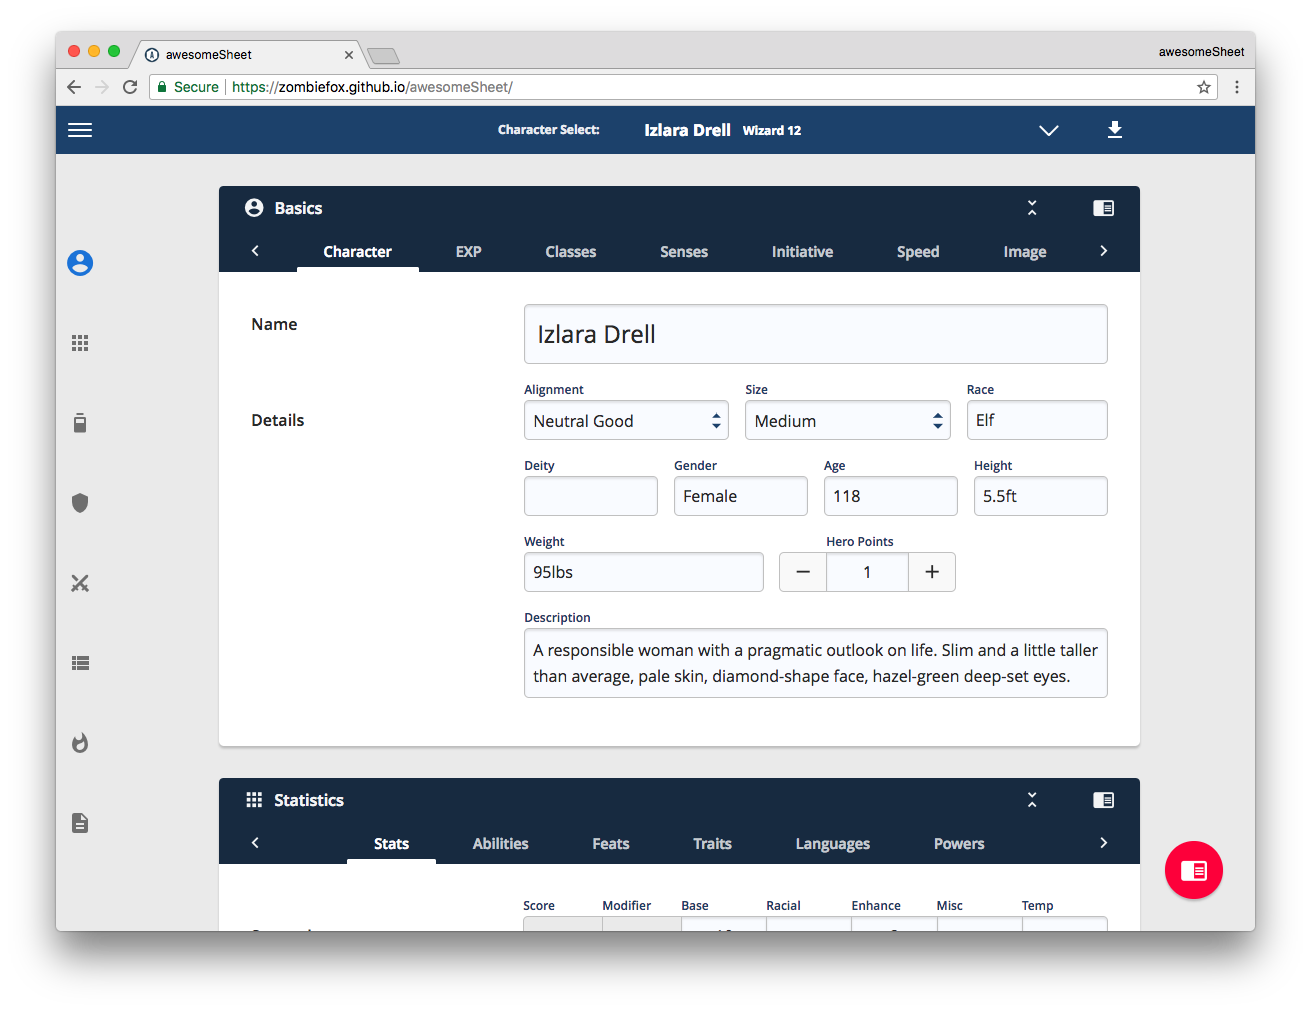 awesomeSheet
awesomeSheet
Secure https://zombiefox.github.io/awesomeSheet/
Character Select: Izlara Drell Wizard 12
Basics
Character EXP Classes Senses Initiative Speed Image
Name
Izlara Drell
Details
Alignment Size Race
Neutral Good Medium Elf
Deity Gender Age Height
Female 118 5.5ft
Weight Hero Points
95lbs − 1 +
Description
A responsible woman with a pragmatic outlook on life. Slim and a little taller
than average, pale skin, diamond-shape face, hazel-green deep-set eyes.
Statistics
Stats Abilities Feats Traits Languages Powers
Score Modifier Base Racial Enhance Misc Temp